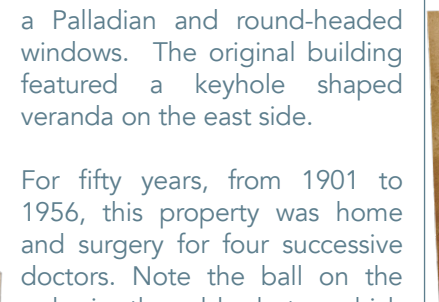 a Palladian and round-headed
windows. The original building
featured a keyhole shaped
veranda on the east side.
For fifty years, from 1901 to
1956, this property was home
and surgery for four successive
doctors. Note the ball on the